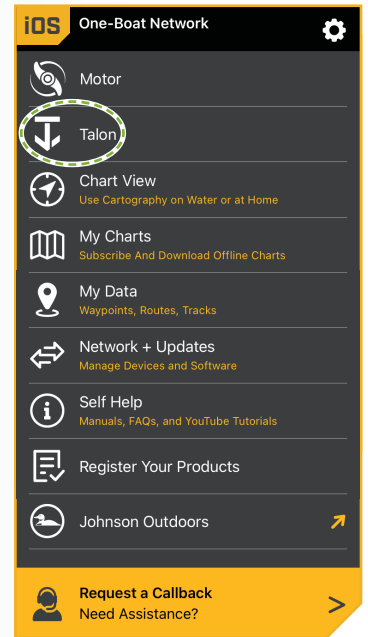 iOS One-Boat Network
Motor
Talon
Chart View
Use Cartography on Water or at Home
My Charts
Subscribe And Download Offline Charts
My Data
Waypoints, Routes, Tracks
Network + Updates
Manage Devices and Software
Self Help
Manuals, FAQs, and YouTube Tutorials
Register Your Products
Johnson Outdoors
Request a Callback
Need Assistance?